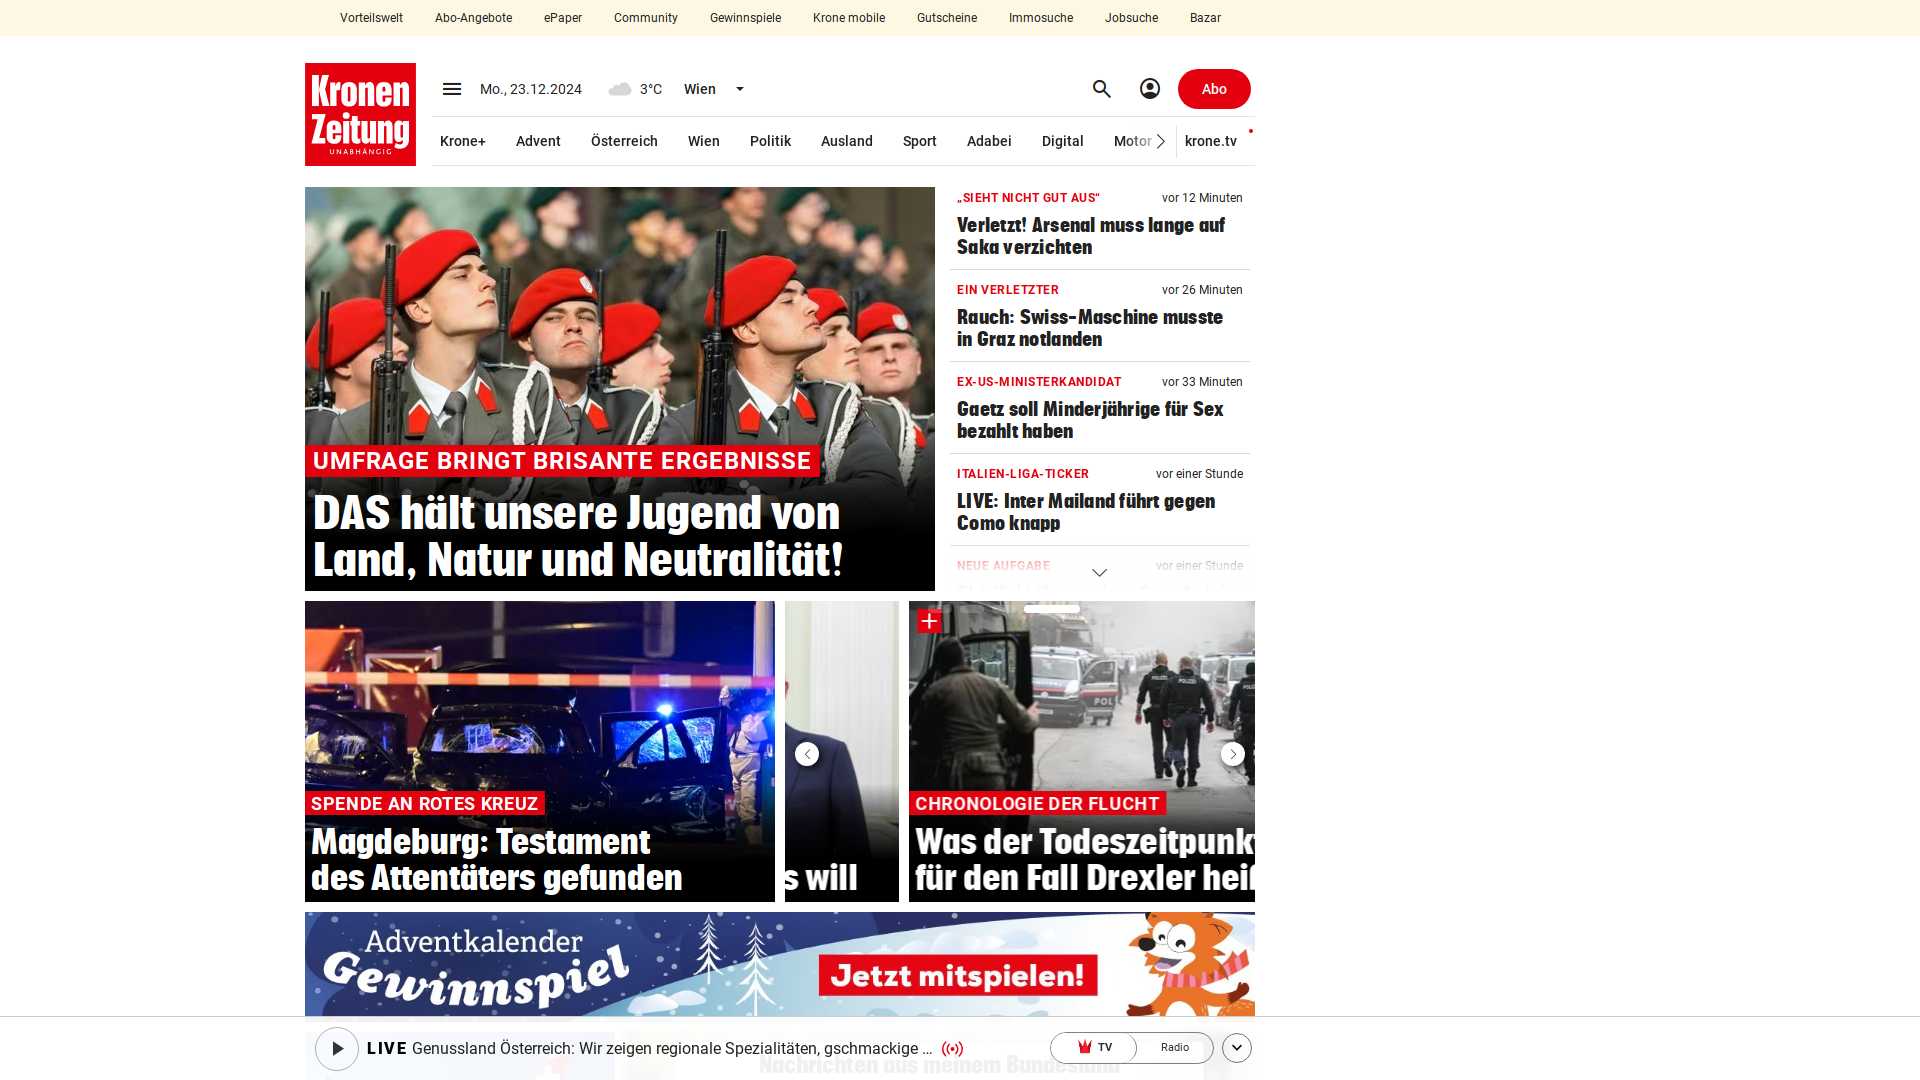 Vorteilswelt Abo-Angebote ePaper Community Gewinnspiele Krone mobile Gutscheine Immosuche Jobsuche Bazar
Kronen
Zeitung
UNABHÄNGIG
Mo., 23.12.2024 3°C Wien Abo
Krone+ Advent Österreich Wien Politik Ausland Sport Adabei Digital Motor krone.tv
UMFRAGE BRINGT BRISANTE ERGEBNISSE
DAS hält unsere Jugend von
Land, Natur und Neutralität!
„SIEHT NICHT GUT AUS“ vor 12 Minuten
Verletzt! Arsenal muss lange auf
Saka verzichten
EIN VERLETZTER vor 26 Minuten
Rauch: Swiss-Maschine musste
in Graz notlanden
EX-US-MINISTERKANDIDAT vor 33 Minuten
Gaetz soll Minderjährige für Sex
bezahlt haben
ITALIEN-LIGA-TICKER vor einer Stunde
LIVE: Inter Mailand führt gegen
Como knapp
NEUE AUFGABE vor einer Stunde
SPENDE AN ROTES KREUZ
Magdeburg: Testament
des Attentäters gefunden
s will
CHRONOLOGIE DER FLUCHT
Was der Todeszeitpunkt
für den Fall Drexler heiß
POLIZEI
POLIZEI
POL
Adventkalender
Gewinnspiel
Jetzt mitspielen!
LIVE Genussland Österreich: Wir zeigen regionale Spezialitäten, gschmackige ... TV Radio
Nachrichten aus meinem Bundesland